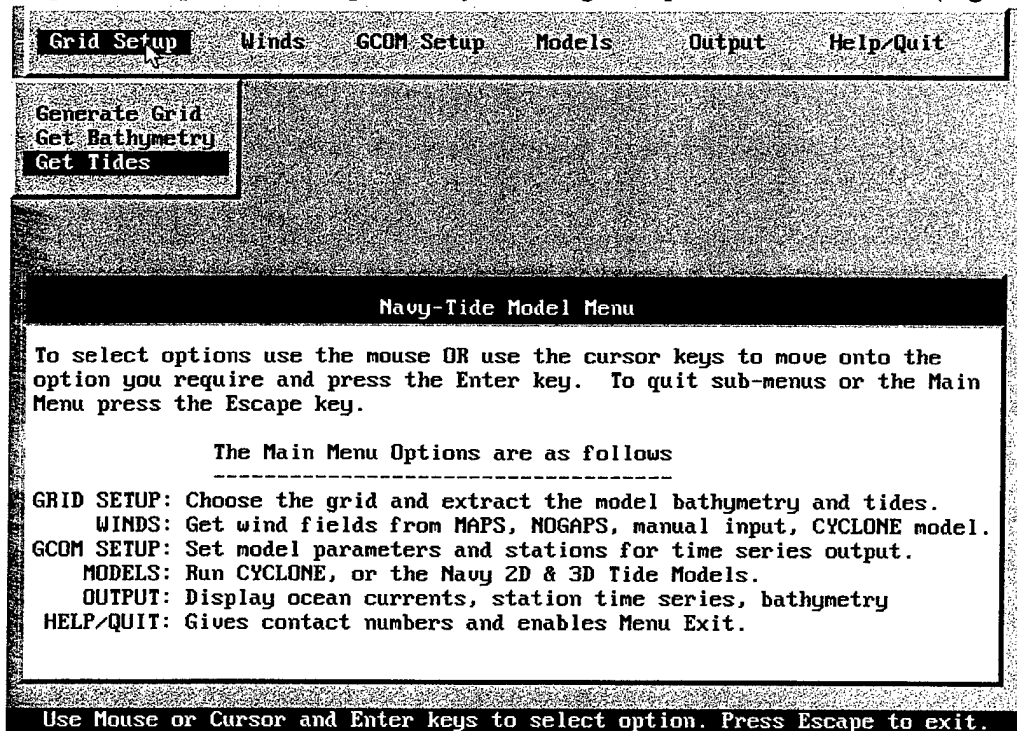 Grid Setup Winds GCOM Setup Models Output Help/Quit
Generate Grid
Get Bathymetry
Get Tides
Navy-Tide Model Menu
To select options use the mouse OR use the cursor keys to move onto the
option you require and press the Enter key. To quit sub-menus or the Main
Menu press the Escape key.
The Main Menu Options are as follows
------------------------------------
GRID SETUP: Choose the grid and extract the model bathymetry and tides.
WINDS: Get wind fields from MAPS, NOGAPS, manual input, CYCLONE model.
GCOM SETUP: Set model parameters and stations for time series output.
MODELS: Run CYCLONE, or the Navy 2D & 3D Tide Models.
OUTPUT: Display ocean currents, station time series, bathymetry
HELP/QUIT: Gives contact numbers and enables Menu Exit.
Use Mouse or Cursor and Enter keys to select option. Press Escape to exit.